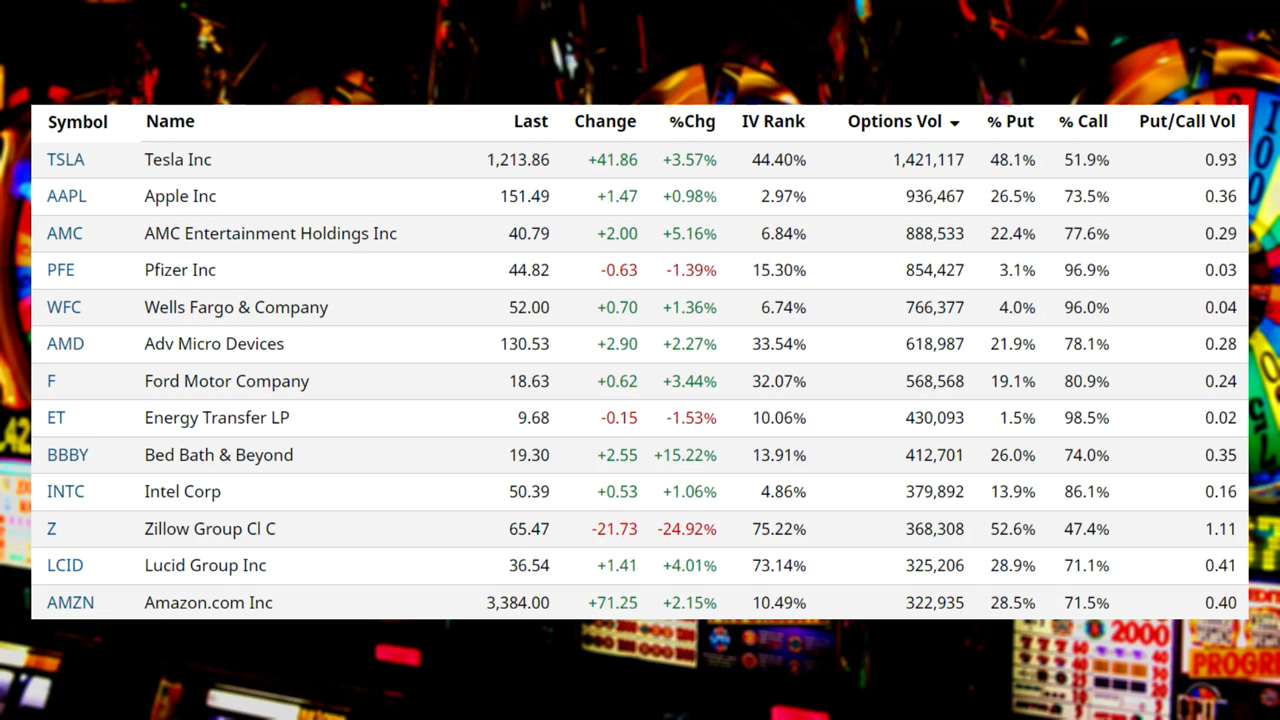 Symbol Name Last Change %Chg IV Rank Options Vol % Put % Call Put/Call Vol
TSLA Tesla Inc 1,213.86 +41.86 +3.57% 44.40% 1,421,117 48.1% 51.9% 0.93
AAPL Apple Inc 151.49 +1.47 +0.98% 2.97% 936,467 26.5% 73.5% 0.36
AMC AMC Entertainment Holdings Inc 40.79 +2.00 +5.16% 6.84% 888,533 22.4% 77.6% 0.29
PFE Pfizer Inc 44.82 -0.63 -1.39% 15.30% 854,427 3.1% 96.9% 0.03
WFC Wells Fargo & Company 52.00 +0.70 +1.36% 6.74% 766,377 4.0% 96.0% 0.04
AMD Adv Micro Devices 130.53 +2.90 +2.27% 33.54% 618,987 21.9% 78.1% 0.28
F Ford Motor Company 18.63 +0.62 +3.44% 32.07% 568,568 19.1% 80.9% 0.24
ET Energy Transfer LP 9.68 -0.15 -1.53% 10.06% 430,093 1.5% 98.5% 0.02
BBBY Bed Bath & Beyond 19.30 +2.55 +15.22% 13.91% 412,701 26.0% 74.0% 0.35
INTC Intel Corp 50.39 +0.53 +1.06% 4.86% 379,892 13.9% 86.1% 0.16
Z Zillow Group Cl C 65.47 -21.73 -24.92% 75.22% 368,308 52.6% 47.4% 1.11
LCID Lucid Group Inc 36.54 +1.41 +4.01% 73.14% 325,206 28.9% 71.1% 0.41
AMZN Amazon.com Inc 3,384.00 +71.25 +2.15% 10.49% 322,935 28.5% 71.5% 0.40
2000